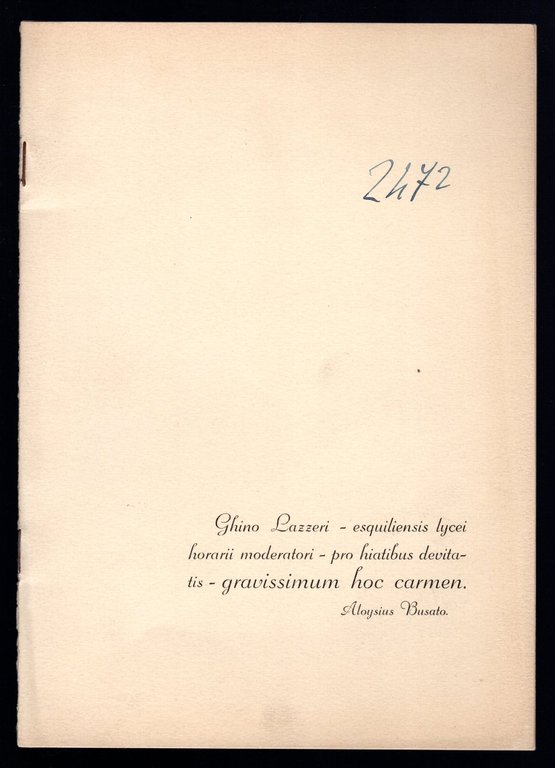 2472
Ghino Lazzeri - esquiliensis lycei
horarii moderatori - pro hiatibus devita-
tis - gravissimum hoc carmen.
Aloysius Busato.